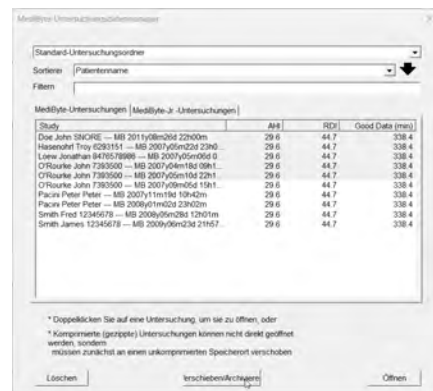 MediByte-Untersuchungsdatenmanager
Standard-Untersuchungsordner
Sortieren Patientenname
Filtern
MediByte-Untersuchungen MediByte-Jr.-Untersuchungen
Study AHI RDI Good Data (min)
Doe John SNORE --- MB 2011y08m26d 22h00m 29.6 44.7 338.4
Hasenohrl Troy 6293151 --- MB 2007y05m22d 23h0... 29.6 44.7 338.4
Loew Jonathan 8476578986 --- MB 2007y05m06d 0... 29.6 44.7 338.4
O'Rourke John 7393500 --- MB 2007y04m18d 09h1... 29.6 44.7 338.4
O'Rourke John 7393500 --- MB 2007y05m10d 22h1... 29.6 44.7 338.4
O'Rourke John 7393500 --- MB 2007y09m05d 15h1... 29.6 44.7 338.4
Pacini Peter Peter --- MB 2007y11m19d 10h42m 29.6 44.7 338.4
Pacini Peter Peter --- MB 2008y01m02d 23h02m 29.6 44.7 338.4
Smith Fred 12345678 --- MB 2008y05m28d 12h01m 29.6 44.7 338.4
Smith James 12345678 --- MB 2009y06m23d 21h57... 29.6 44.7 338.4
* Doppelklicken Sie auf eine Untersuchung, um sie zu öffnen, oder
* Komprimierte (gezippte) Untersuchungen können nicht direkt geöffnet
werden, sondern
müssen zunächst an einen unkomprimierten Speicherort verschoben
Löschen /erschieben/Archiviere Öffnen